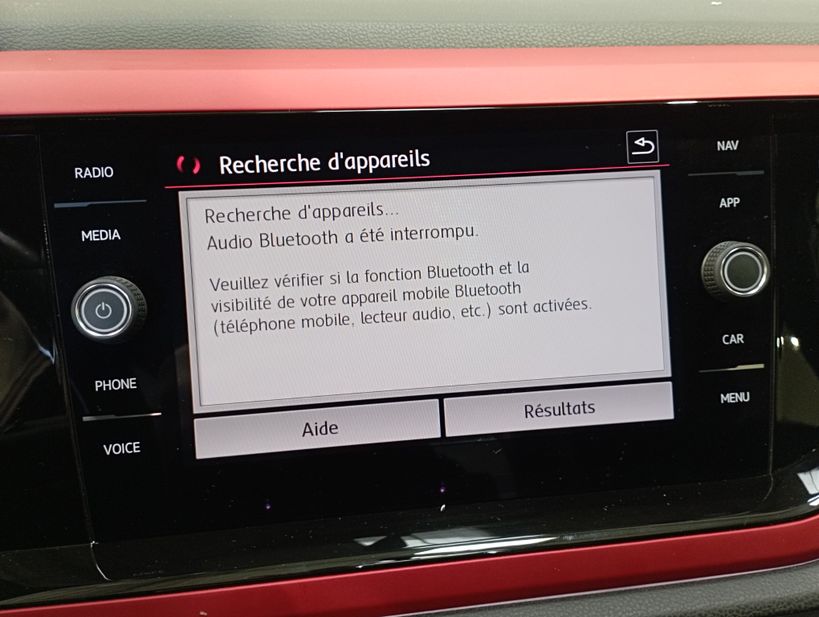 RADIO
MEDIA
PHONE
VOICE
Recherche d'appareils
Recherche d'appareils...
Audio Bluetooth a été interrompu.
Veuillez vérifier si la fonction Bluetooth et la
visibilité de votre appareil mobile Bluetooth
(téléphone mobile, lecteur audio, etc.) sont activées.
Aide
Résultats
NAV
APP
CAR
MENU